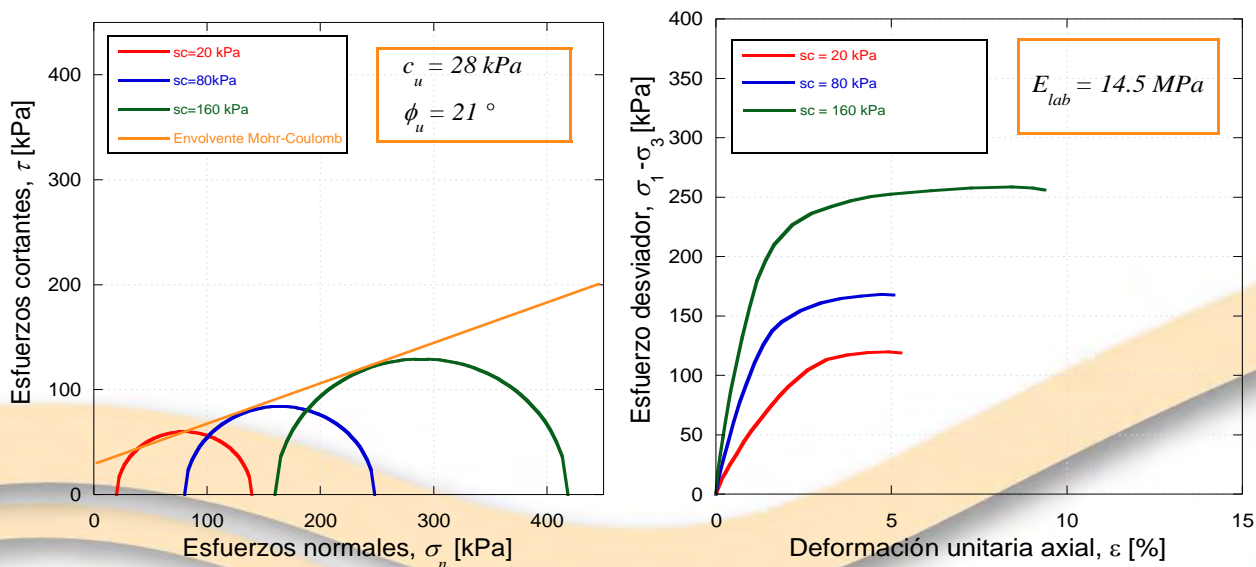 sc=20 kPa
sc=80kPa
sc=160 kPa
Envolvente Mohr-Coulomb
c_u = 28 kPa
ϕ_u = 21 °
Esfuerzos cortantes, τ [kPa]
400
300
200
100
0
0 100 200 300 400
Esfuerzos normales, σ_n [kPa]
sc = 20 kPa
sc = 80 kPa
sc = 160 kPa
E_lab = 14.5 MPa
Esfuerzo desviador, σ_1 -σ_3 [kPa]
400
350
300
250
200
150
100
50
0
0 5 10 15
Deformación unitaria axial, ε [%]